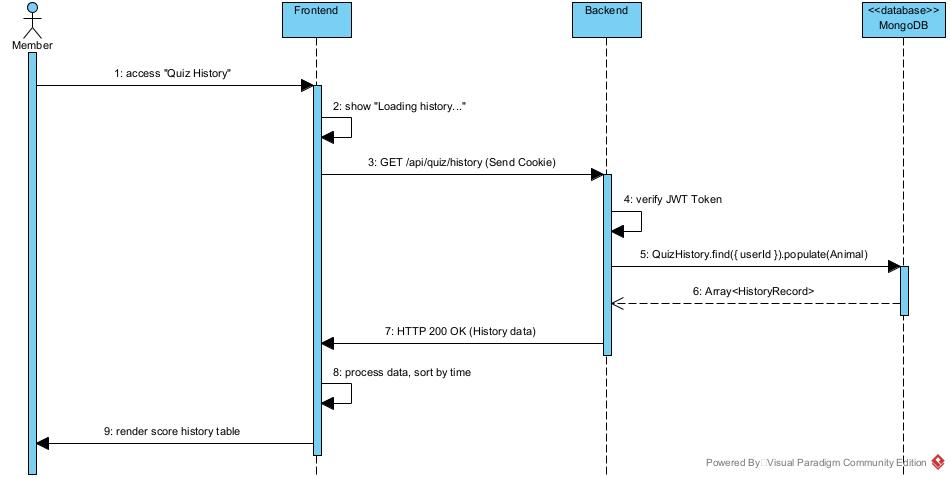 Member
Frontend
Backend
<<database>>
MongoDB
1: access "Quiz History"
2: show "Loading history..."
3: GET /api/quiz/history (Send Cookie)
4: verify JWT Token
5: QuizHistory.find({ userId }).populate(Animal)
6: Array<HistoryRecord>
7: HTTP 200 OK (History data)
8: process data, sort by time
9: render score history table
Powered By Visual Paradigm Community Edition